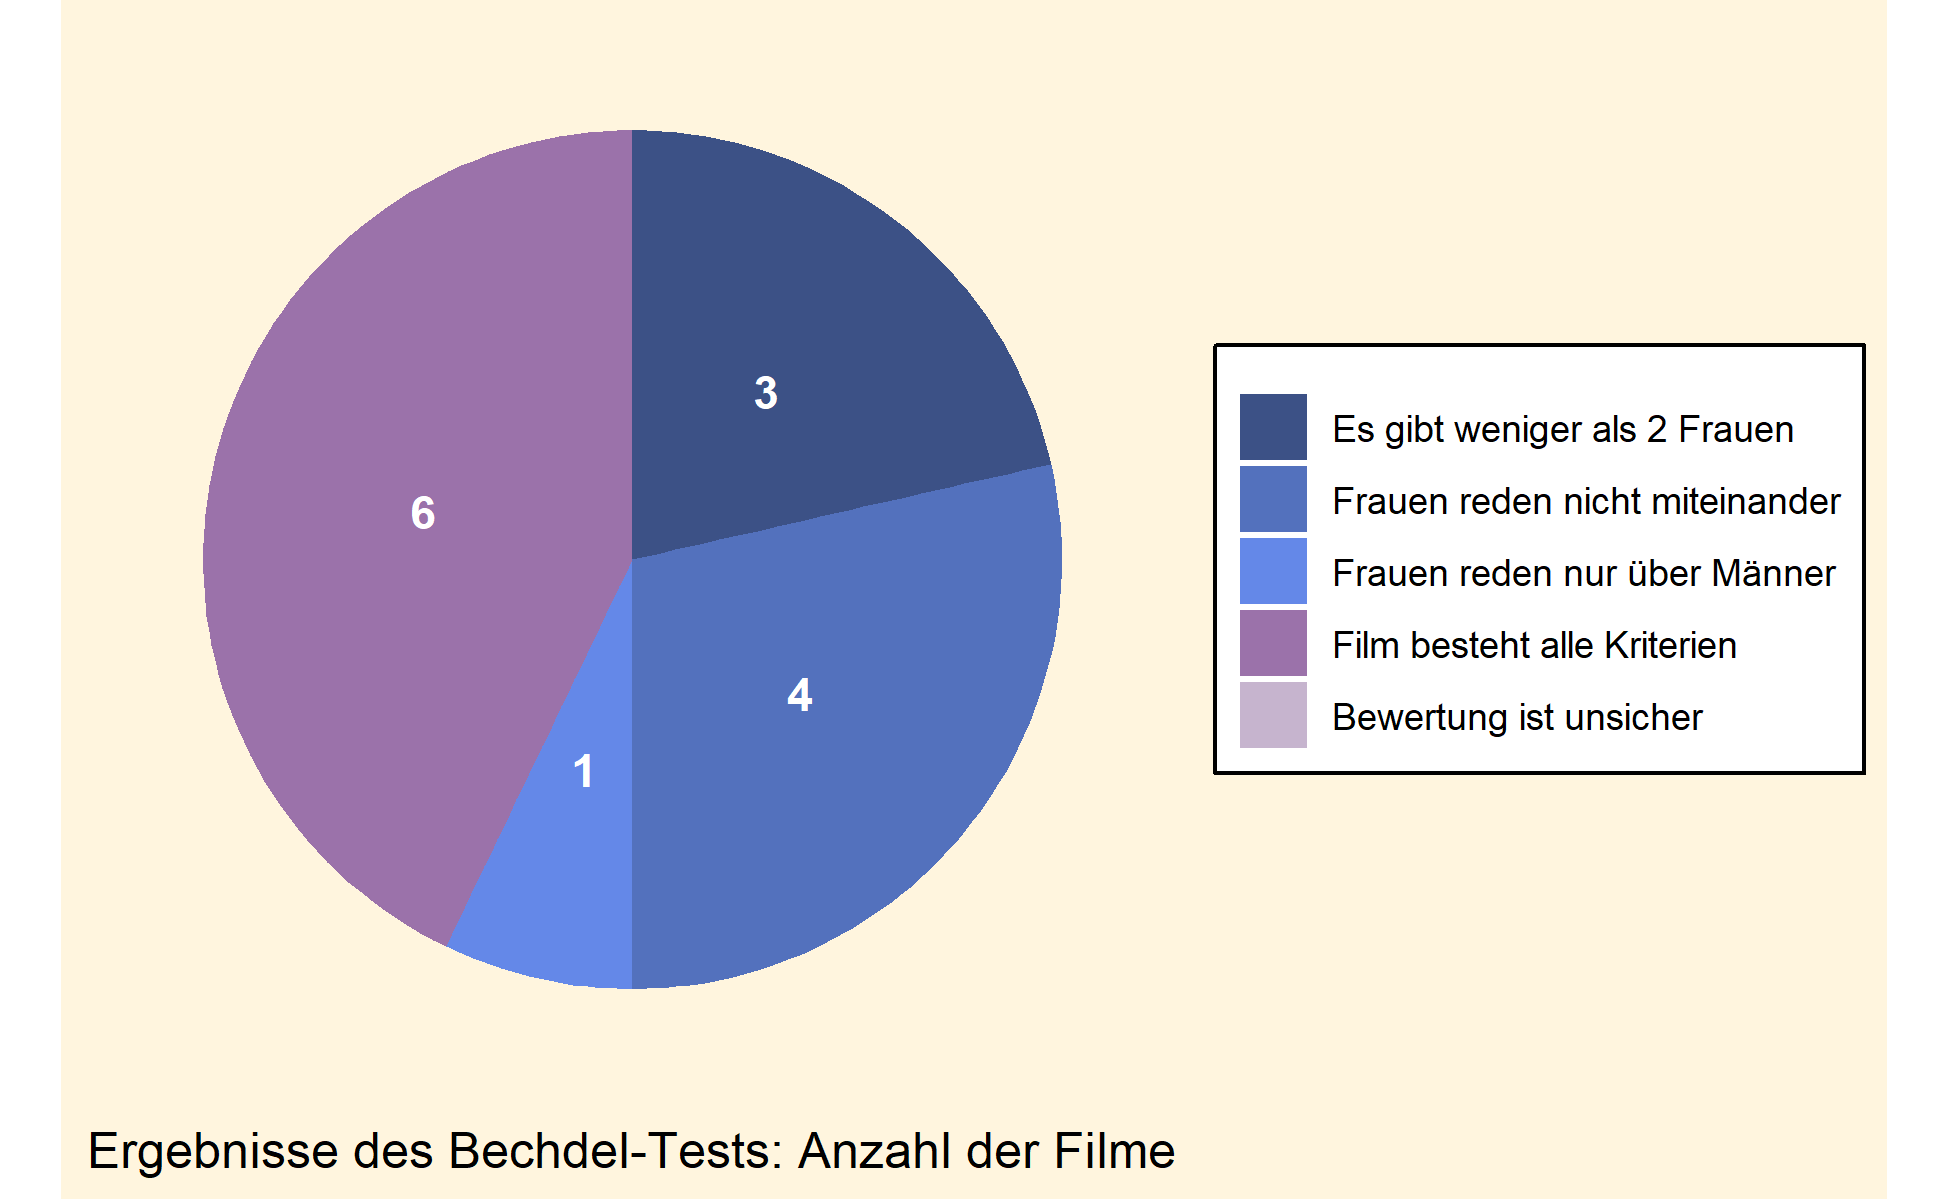 3
6
4
1
Es gibt weniger als 2 Frauen
Frauen reden nicht miteinander
Frauen reden nur über Männer
Film besteht alle Kriterien
Bewertung ist unsicher
Ergebnisse des Bechdel-Tests: Anzahl der Filme